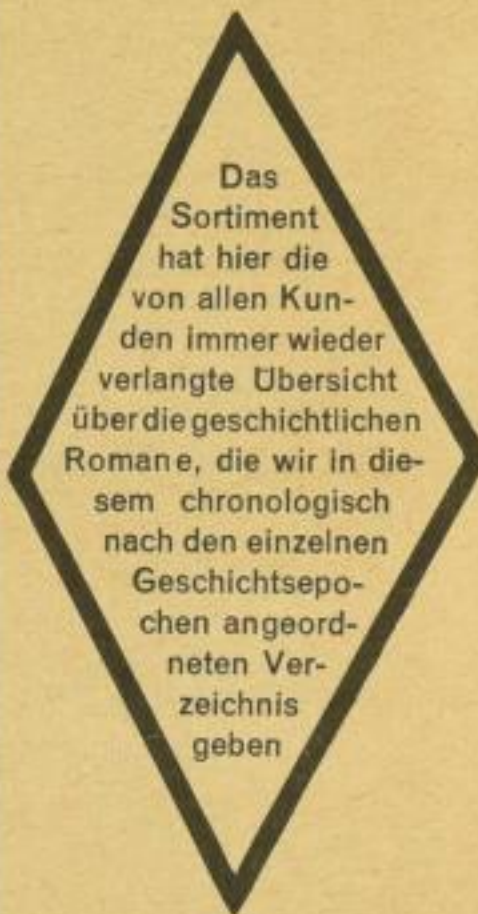 Das
Sortiment
hat hier die
von allen Kun-
den immer wieder
verlangte Übersicht
über die geschichtlichen
Romane, die wir in die-
sem chronologisch
nach den einzelnen
Geschichtsepo-
chen angeord-
neten Ver-
zeichnis
geben